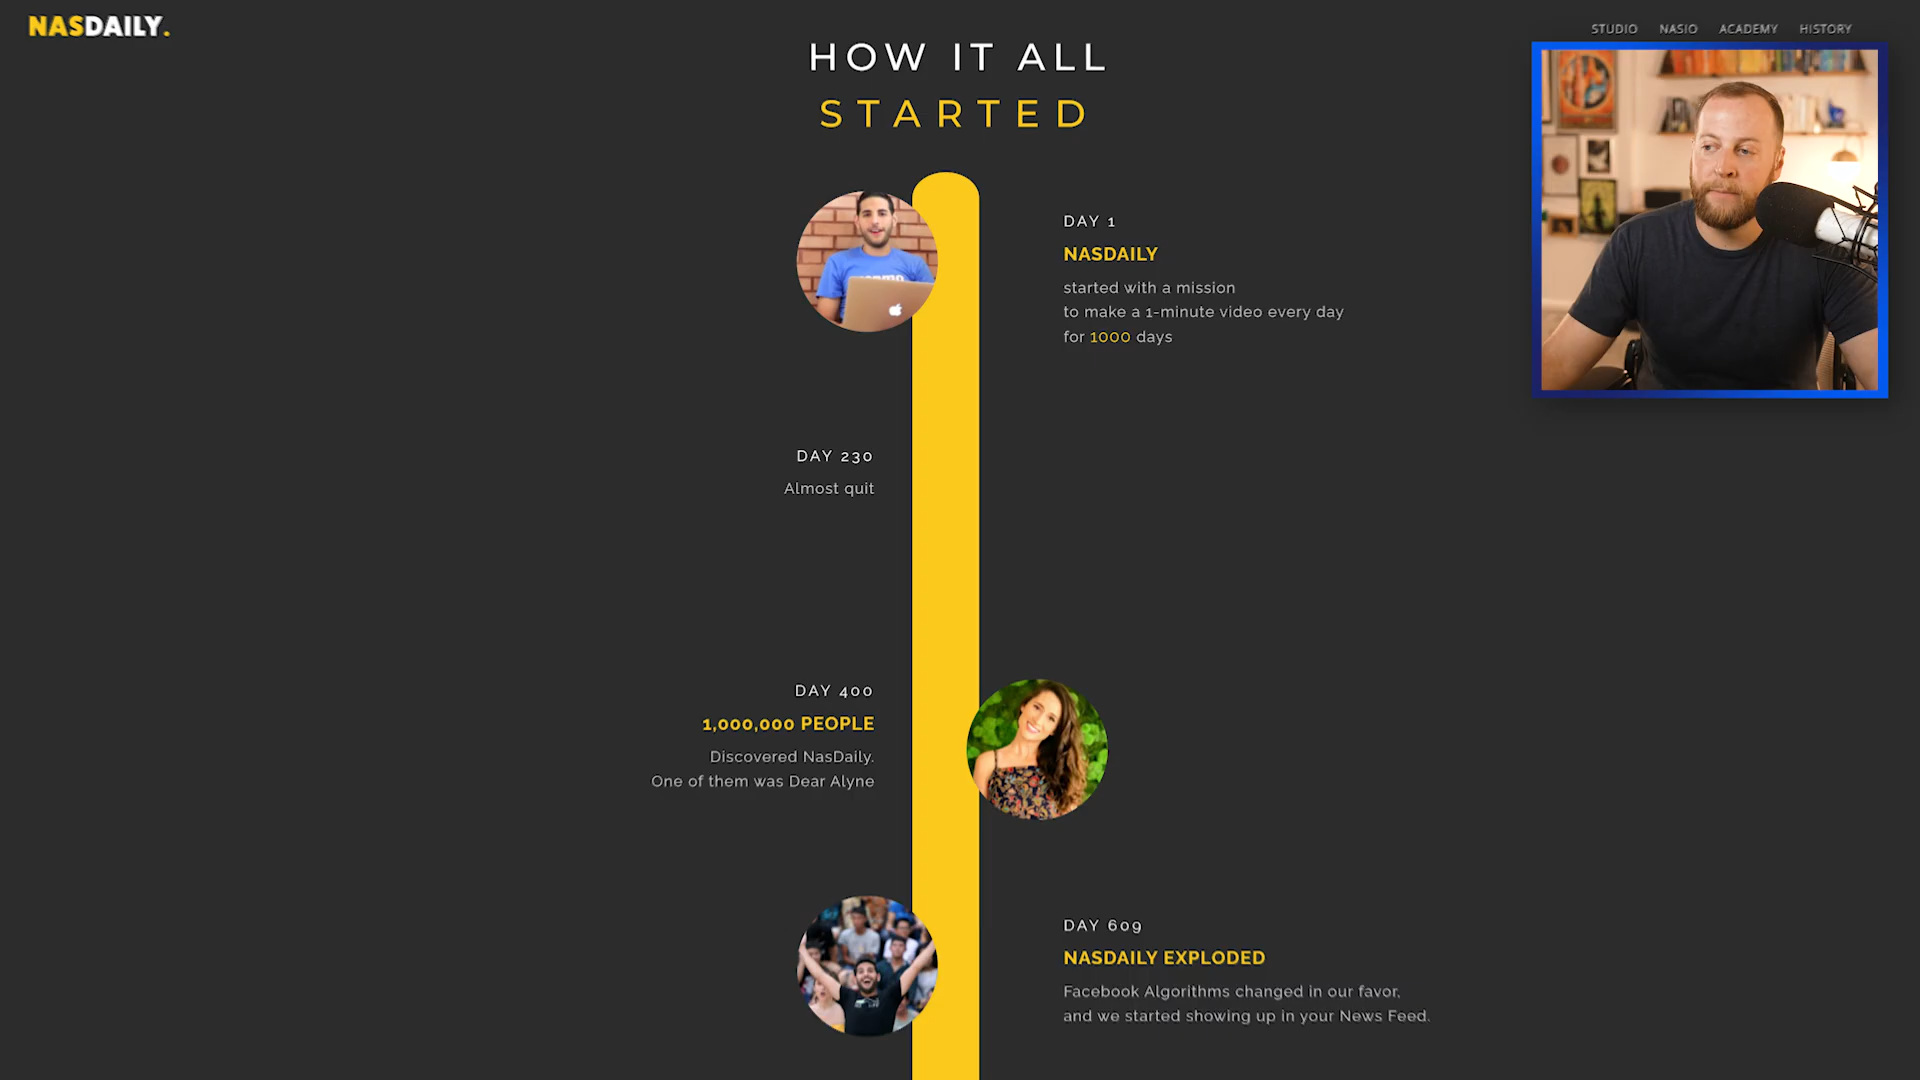 NASDAILY.
STUDIO NASIO ACADEMY HISTORY
HOW IT ALL
STARTED
DAY 1
NASDAILY
started with a mission
to make a 1-minute video every day
for 1000 days
DAY 230
Almost quit
DAY 400
1,000,000 PEOPLE
Discovered NasDaily.
One of them was Dear Alyne
DAY 609
NASDAILY EXPLODED
Facebook Algorithms changed in our favor,
and we started showing up in your News Feed.